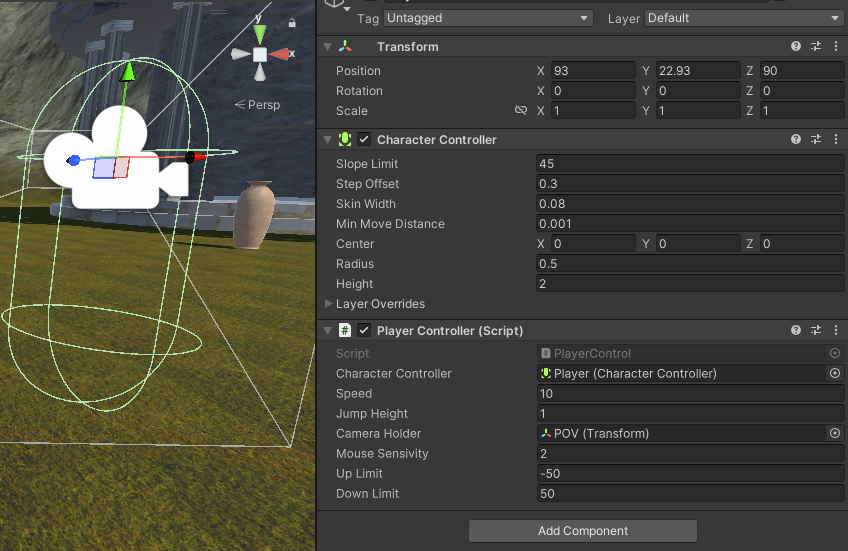 Tag Untagged Layer Default
y
x
Persp
Transform
Position X 93 Y 22.93 Z 90
Rotation X 0 Y 0 Z 0
Scale X 1 Y 1 Z 1
Character Controller
Slope Limit 45
Step Offset 0.3
Skin Width 0.08
Min Move Distance 0.001
Center X 0 Y 0 Z 0
Radius 0.5
Height 2
Layer Overrides
# Player Controller (Script)
Script # PlayerControl
Character Controller Player (Character Controller)
Speed 10
Jump Height 1
Camera Holder POV (Transform)
Mouse Sensivity 2
Up Limit -50
Down Limit 50
Add Component